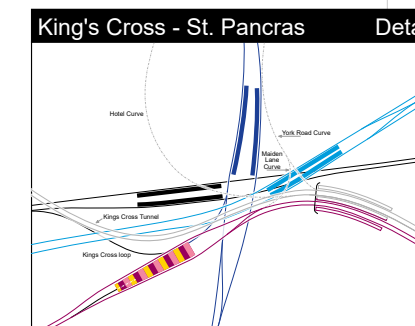 King's Cross - St. Pancras
Deta
Hotel Curve
York Road Curve
Maiden
Lane
Curve
Kings Cross Tunnel
Kings Cross loop